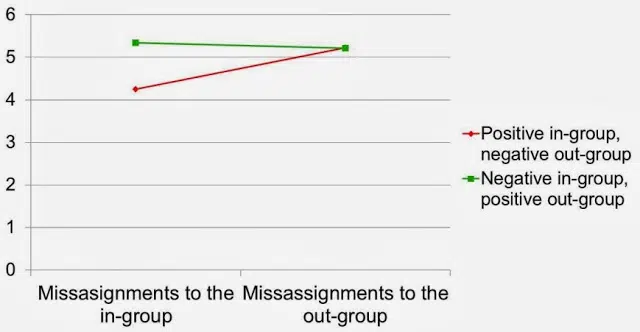 6
5
4
3
2
1
0
Missasignments to the
in-group
Missassignments to the
out-group
Positive in-group,
negative out-group
Negative in-group,
positive out-group